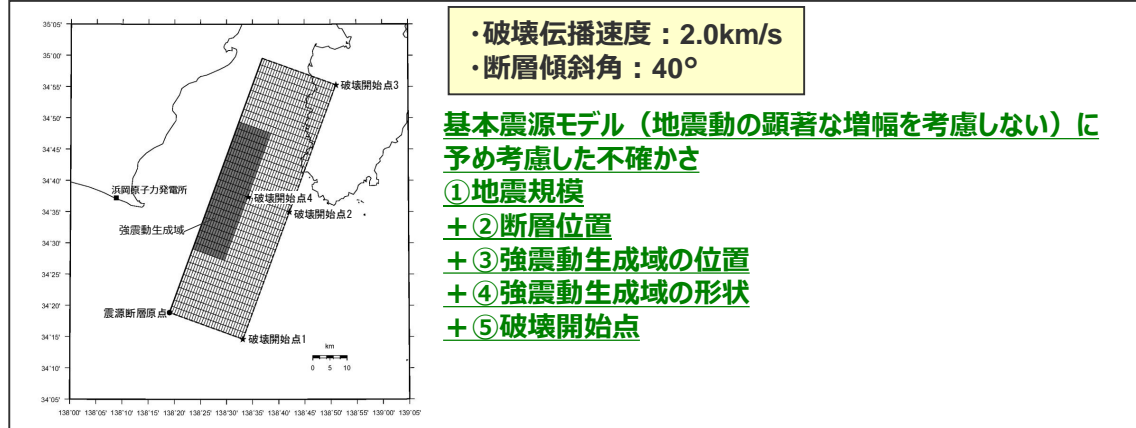 35°05'
35°00'
34°55'
34°50'
34°45'
34°40'
34°35'
34°30'
34°25'
34°20'
34°15'
34°10'
34°05'
138°00' 138°05' 138°10' 138°15' 138°20' 138°25' 138°30' 138°35' 138°40' 138°45' 138°50' 138°55' 139°00' 139°05'
破壊開始点3
浜岡原子力発電所
破壊開始点4
破壊開始点2
強震動生成域
震源断層原点
破壊開始点1
km
0 5 10
・破壊伝播速度：2.0km/s
・断層傾斜角：40°
基本震源モデル（地震動の顕著な増幅を考慮しない）に
予め考慮した不確かさ
①地震規模
＋②断層位置
＋③強震動生成域の位置
＋④強震動生成域の形状
＋⑤破壊開始点